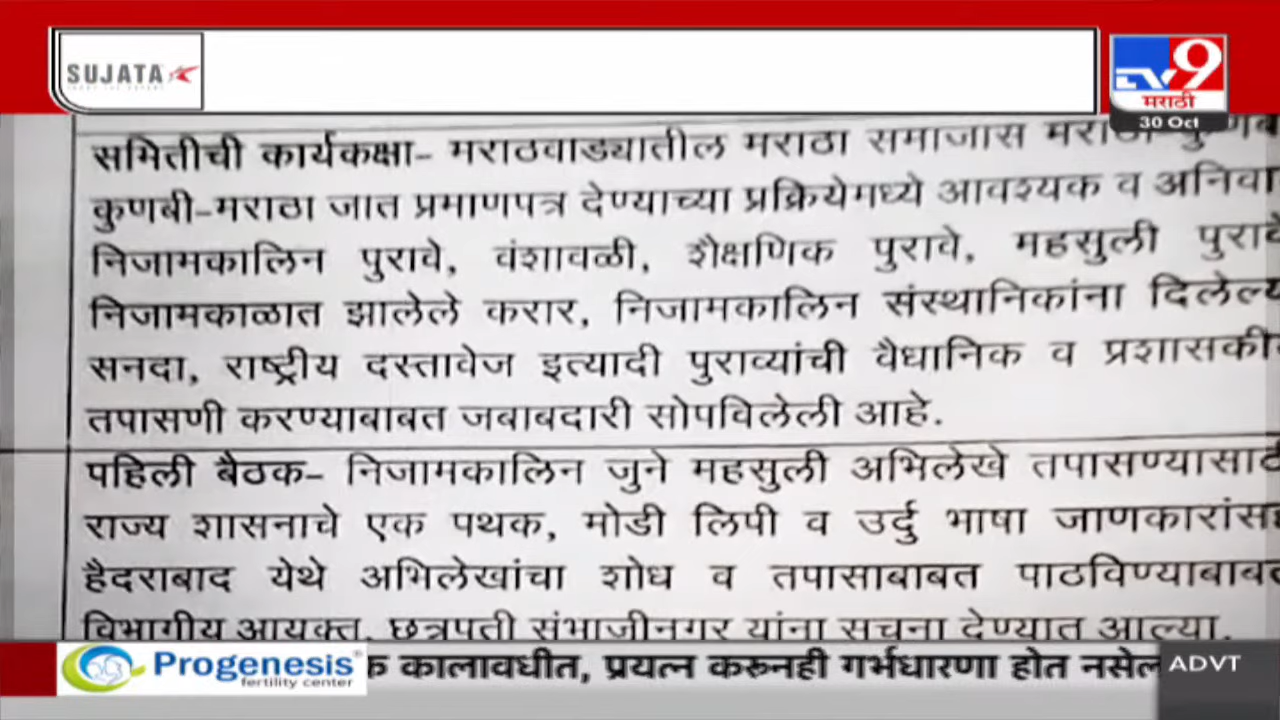 SUJATA
TV9
मराठी
30 Oct
समितीची कार्यकक्षा- मराठवाड्यातील मराठा समाजास
कुणबी-मराठा जात प्रमाणपत्र देण्याच्या प्रक्रियेमध्ये आवश्यक व
निजामकालिन पुरावे, वंशावळी, शैक्षणिक पुरावे, महसुली
निजामकाळात झालेले करार, निजामकालिन संस्थानिकांना
सनदा, राष्ट्रीय दस्तावेज इत्यादी पुराव्यांची वैधानिक व
तपासणी करण्याबाबत जबाबदारी सोपविलेली आहे.
पहिली बैठक- निजामकालिन जुने महसुली अभिलेखे
राज्य शासनाचे एक पथक, मोडी लिपी व उर्दु भाषा
हैदराबाद येथे अभिलेखांचा शोध व तपासाबाबत
विभागीय आयुक्त, छत्रपती संभाजीनगर यांना सूचना देण्यात आल्या.
Progenesis
fertility center
कालावधीत, प्रयत्न करूनही गर्भधारणा होत नसेल
ADVT